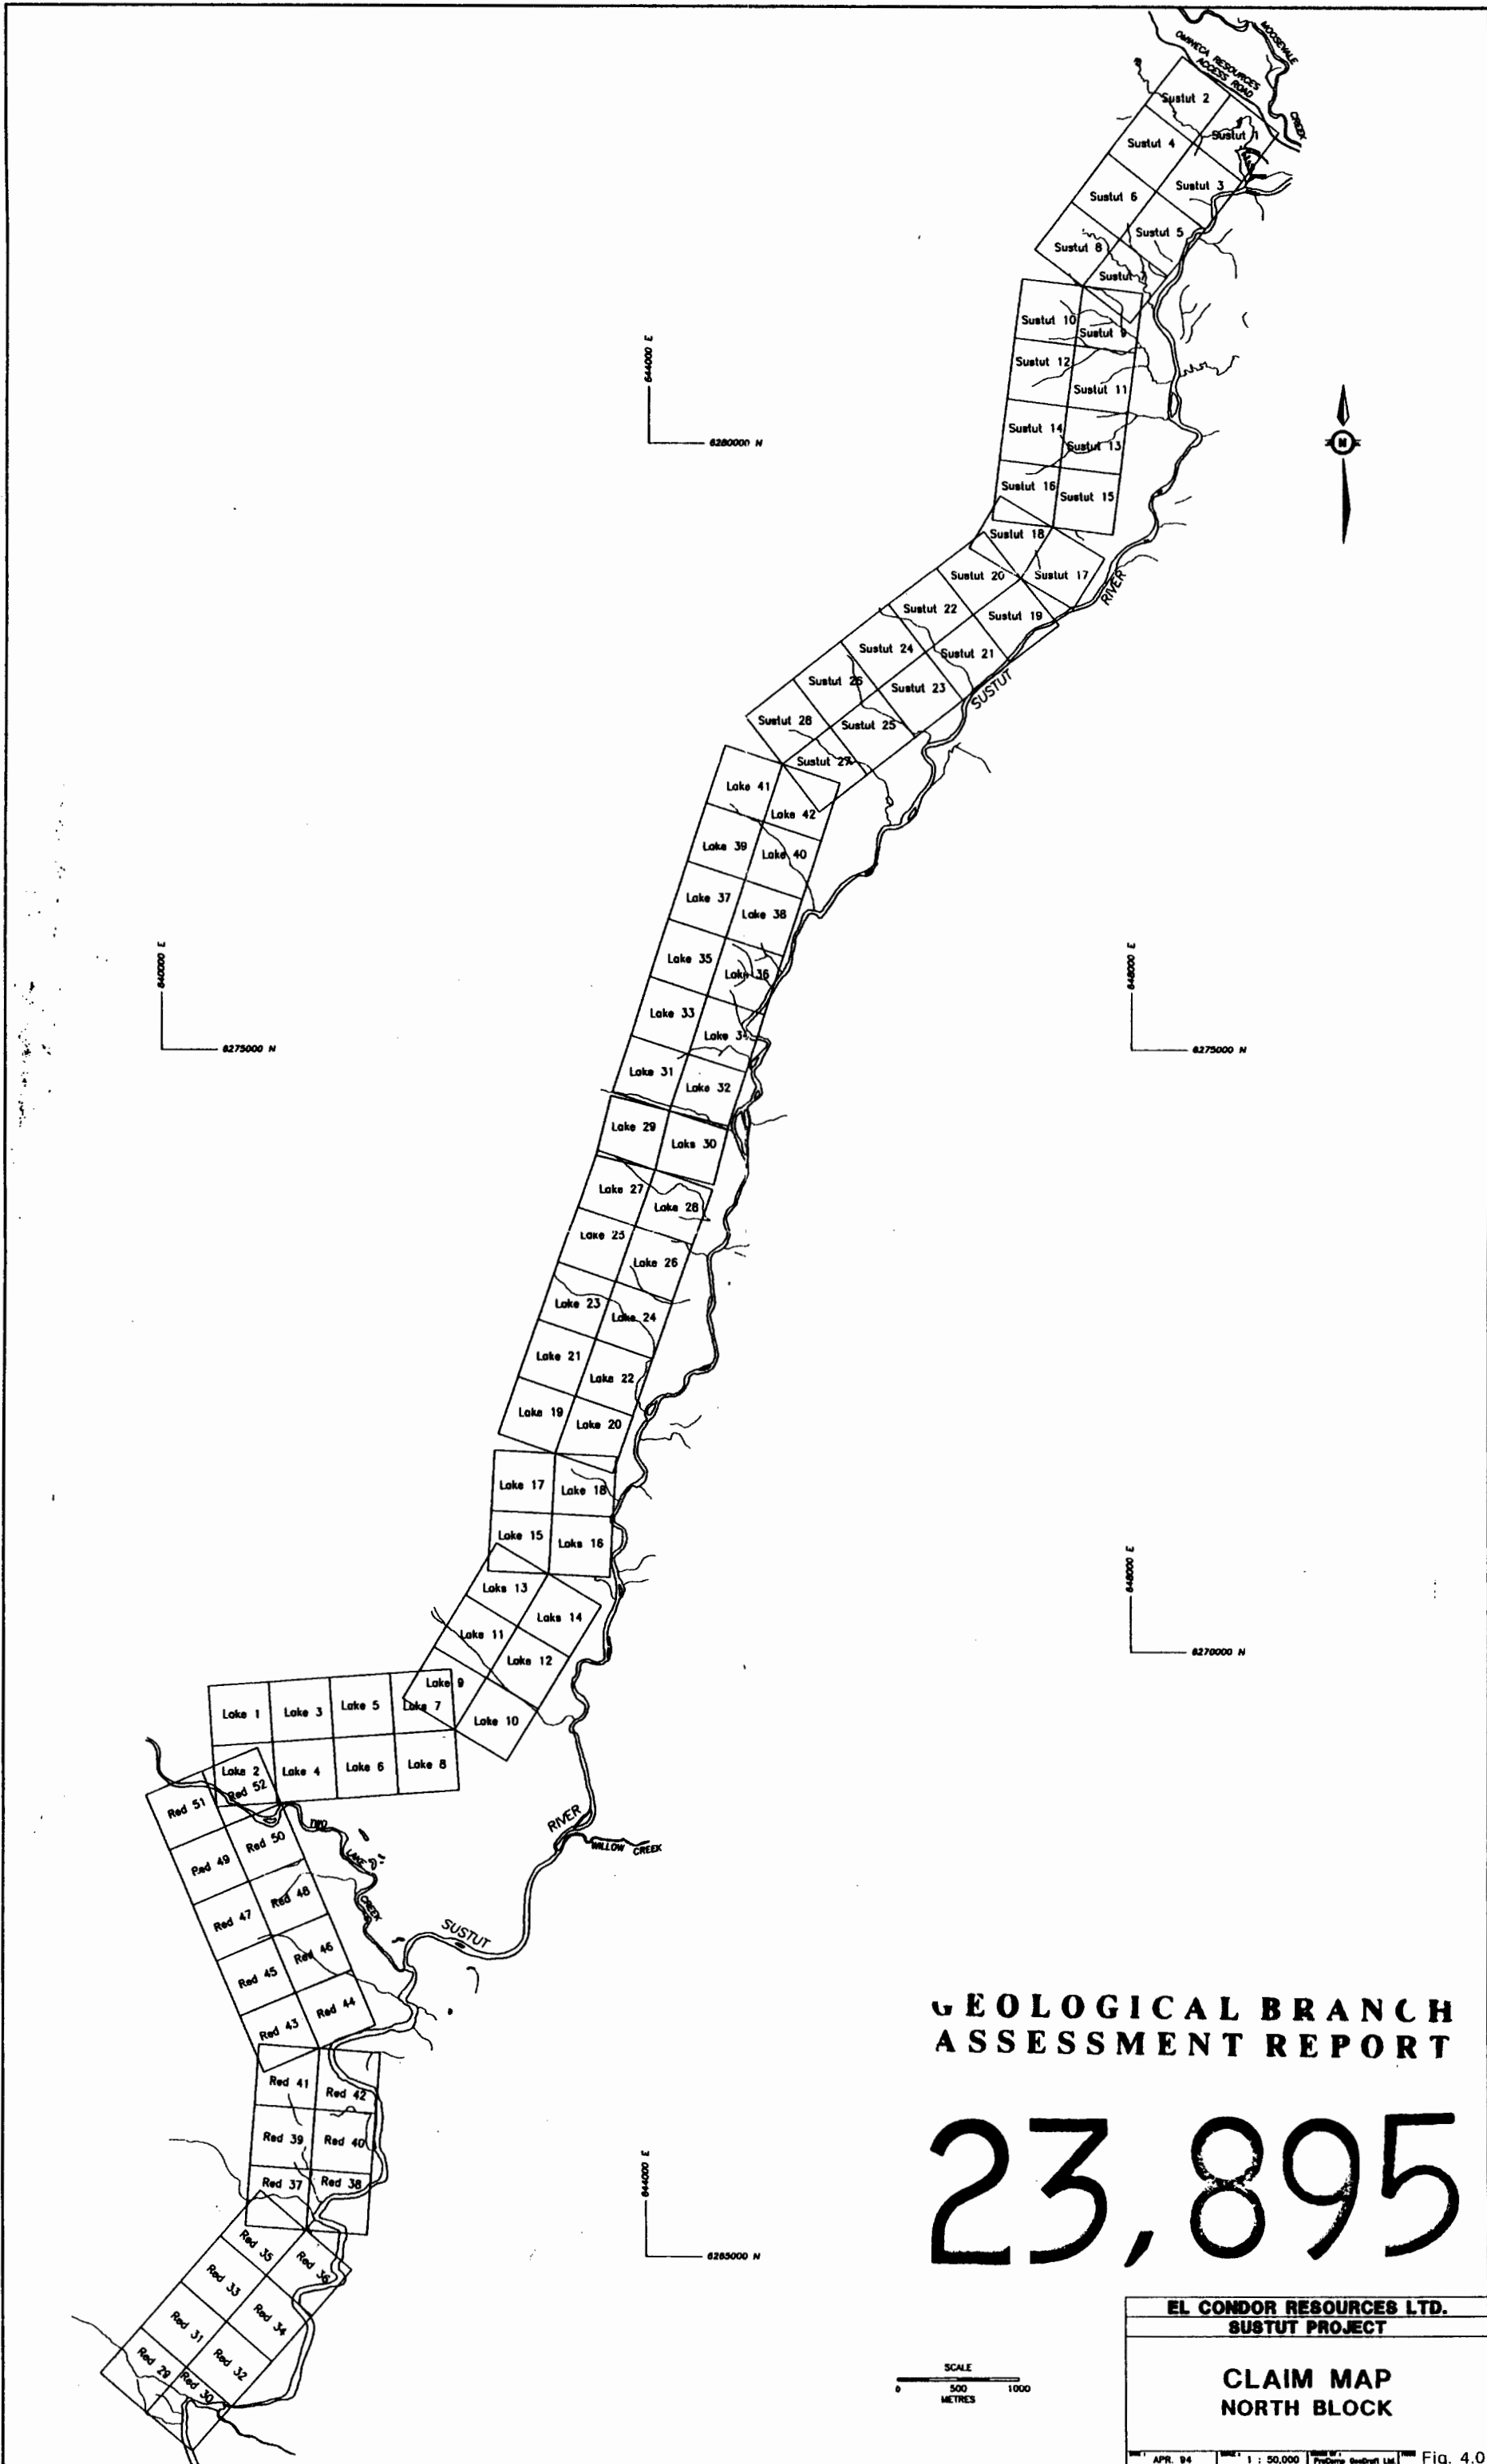 MOOSEVALE
CREEK
OMINECA RESOURCES
ACCESS ROAD
Sustut 2
Sustut 1
Sustut 4
Sustut 3
Sustut 6
Sustut 5
Sustut 8
Sustut 7
Sustut 10
Sustut 9
Sustut 12
Sustut 11
Sustut 14
Sustut 13
Sustut 16
Sustut 15
Sustut 18
Sustut 17
Sustut 20
Sustut 19
Sustut 22
Sustut 21
Sustut 24
Sustut 23
Sustut 26
Sustut 25
Sustut 28
Sustut 27
RIVER
SUSTUT
644000 E
6280000 N
N
Lake 41
Lake 42
Lake 39
Lake 40
Lake 37
Lake 38
Lake 35
Lake 36
Lake 33
Lake 34
Lake 31
Lake 32
640000 E
6275000 N
648000 E
6275000 N
Lake 29
Lake 30
Lake 27
Lake 28
Lake 25
Lake 26
Lake 23
Lake 24
Lake 21
Lake 22
Lake 19
Lake 20
Lake 17
Lake 18
Lake 15
Lake 16
Lake 13
Lake 14
Lake 11
Lake 12
Lake 9
Lake 10
648000 E
6270000 N
Lake 1
Lake 3
Lake 5
Lake 7
Lake 2
Lake 4
Lake 6
Lake 8
Red 52
Red 51
Red 50
Red 49
Red 48
Red 47
Red 46
Red 45
Red 44
Red 43
TWO
LAKE
CREEK
RIVER
WILLOW CREEK
SUSTUT
Red 41
Red 42
Red 39
Red 40
Red 37
Red 38
Red 35
Red 36
Red 33
Red 34
Red 31
Red 32
Red 29
Red 30
644000 E
6265000 N
GEOLOGICAL BRANCH
ASSESSMENT REPORT
23,895
SCALE
0 500 1000
METRES
EL CONDOR RESOURCES LTD.
SUSTUT PROJECT
CLAIM MAP
NORTH BLOCK
APR. 94 1 : 50,000 Fig. 4.0